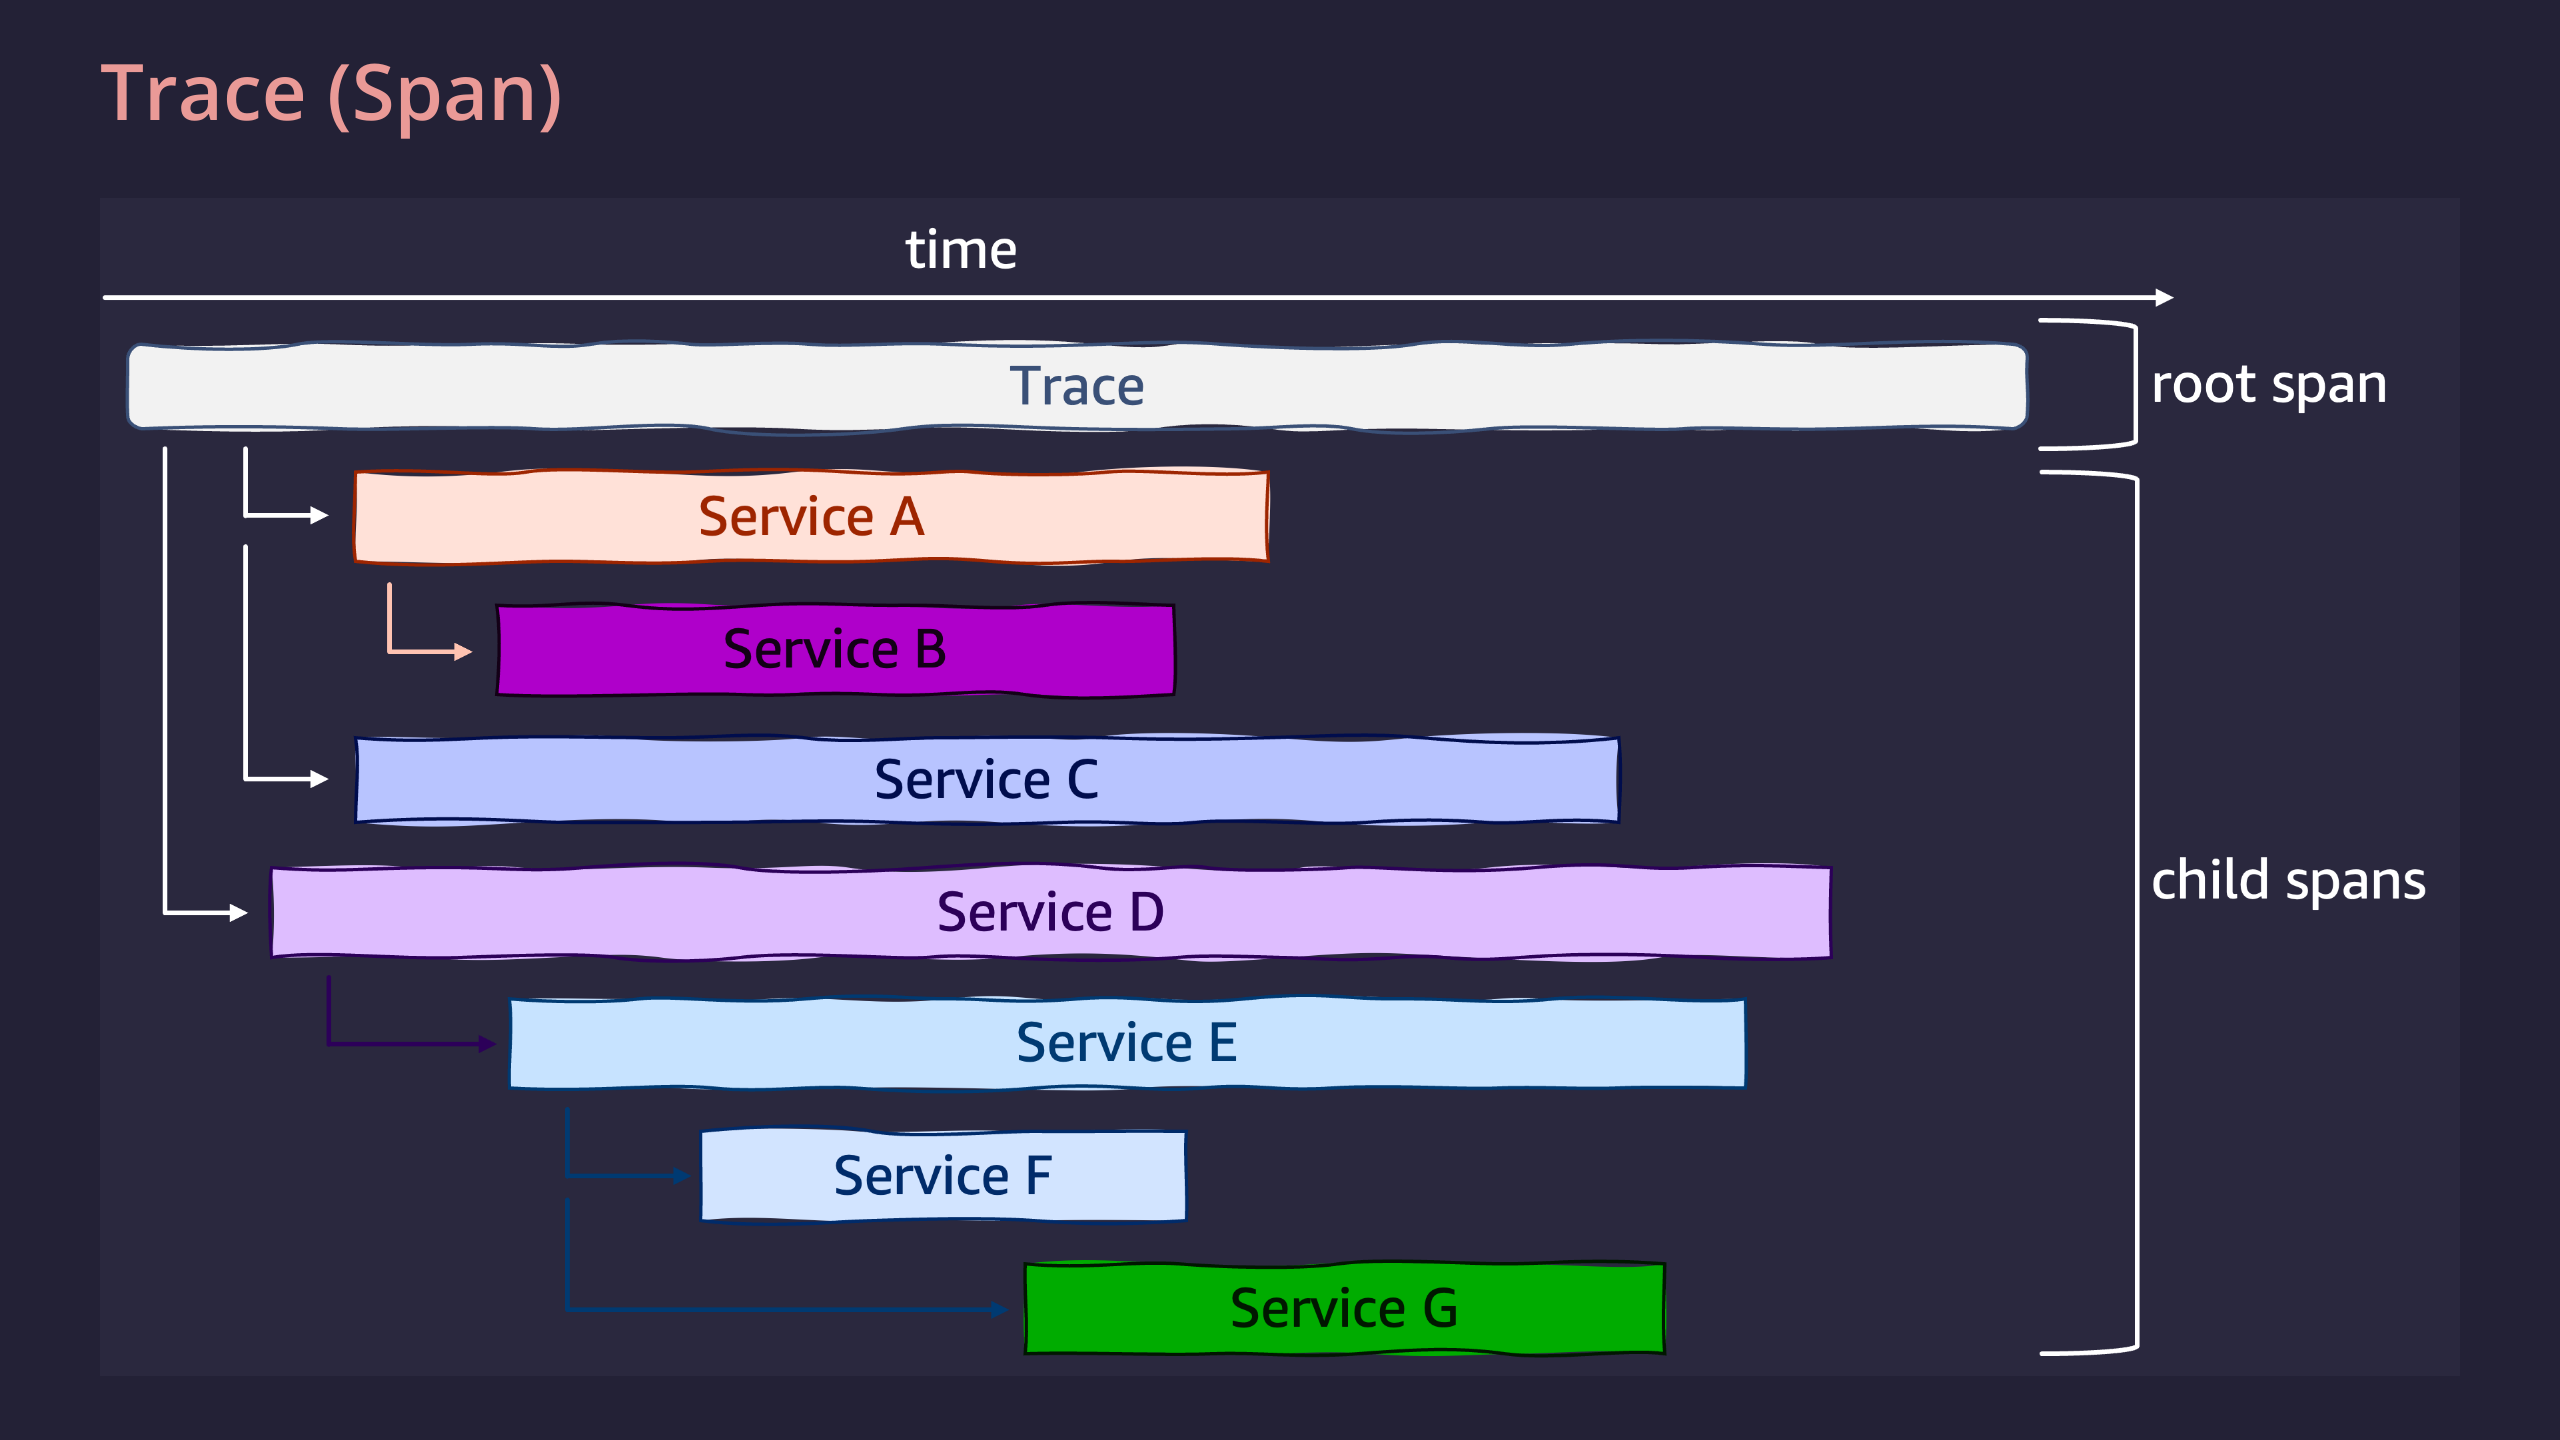 Trace (Span)
time
Trace
root span
Service A
Service B
Service C
child spans
Service D
Service E
Service F
Service G